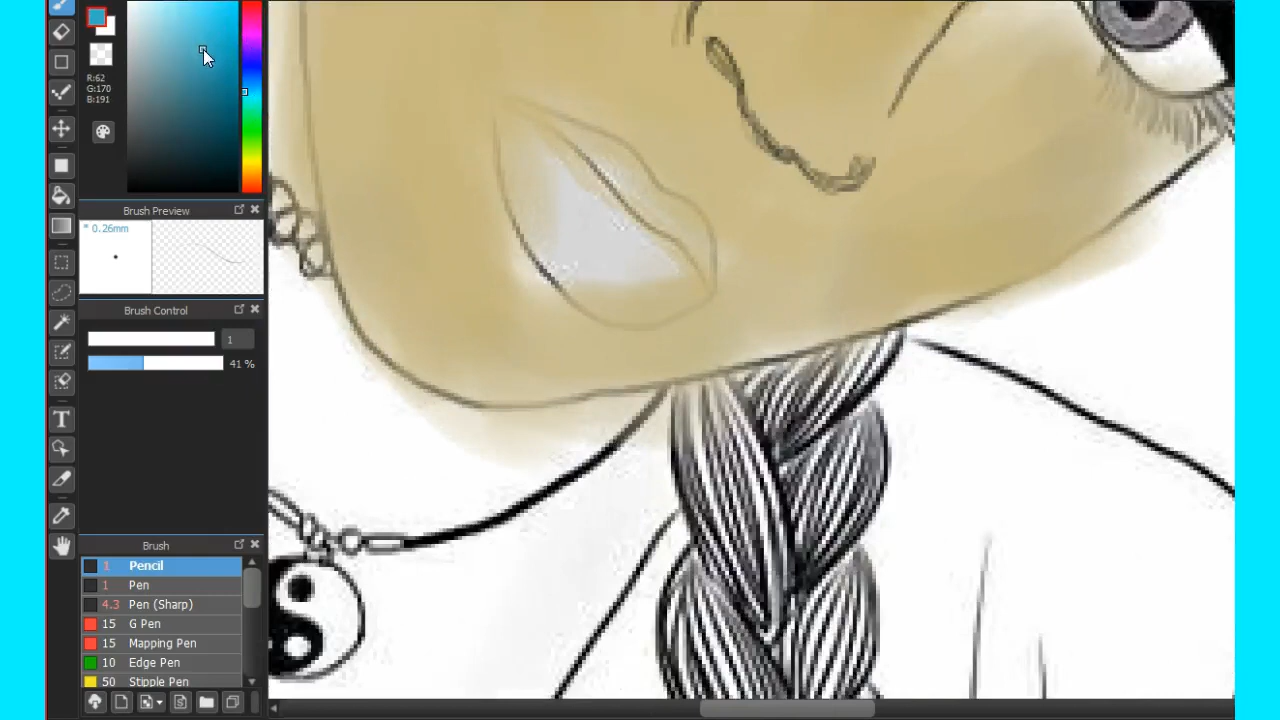 R:62
G:170
B:191
Brush Preview
* 0.26mm
Brush Control
1
41 %
Brush
1 Pencil
1 Pen
4.3 Pen (Sharp)
15 G Pen
15 Mapping Pen
10 Edge Pen
50 Stipple Pen
T